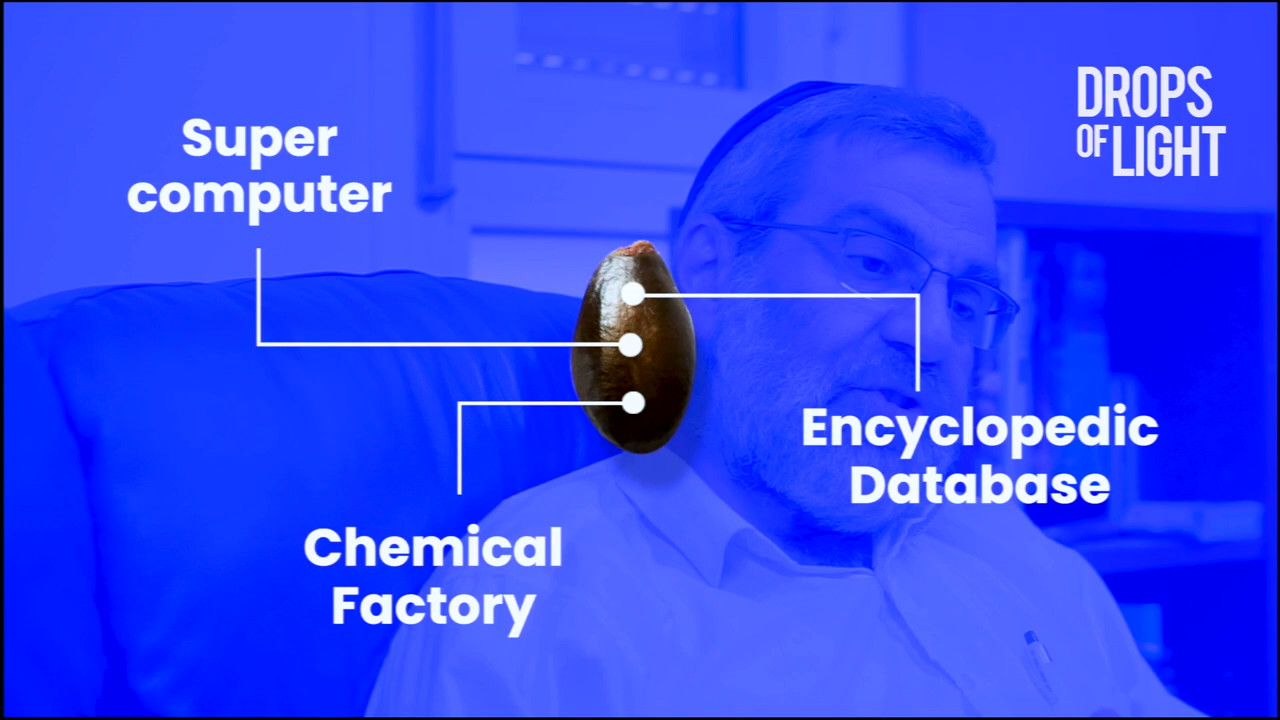 Super
computer
DROPS
OF LIGHT
Encyclopedic
Database
Chemical
Factory